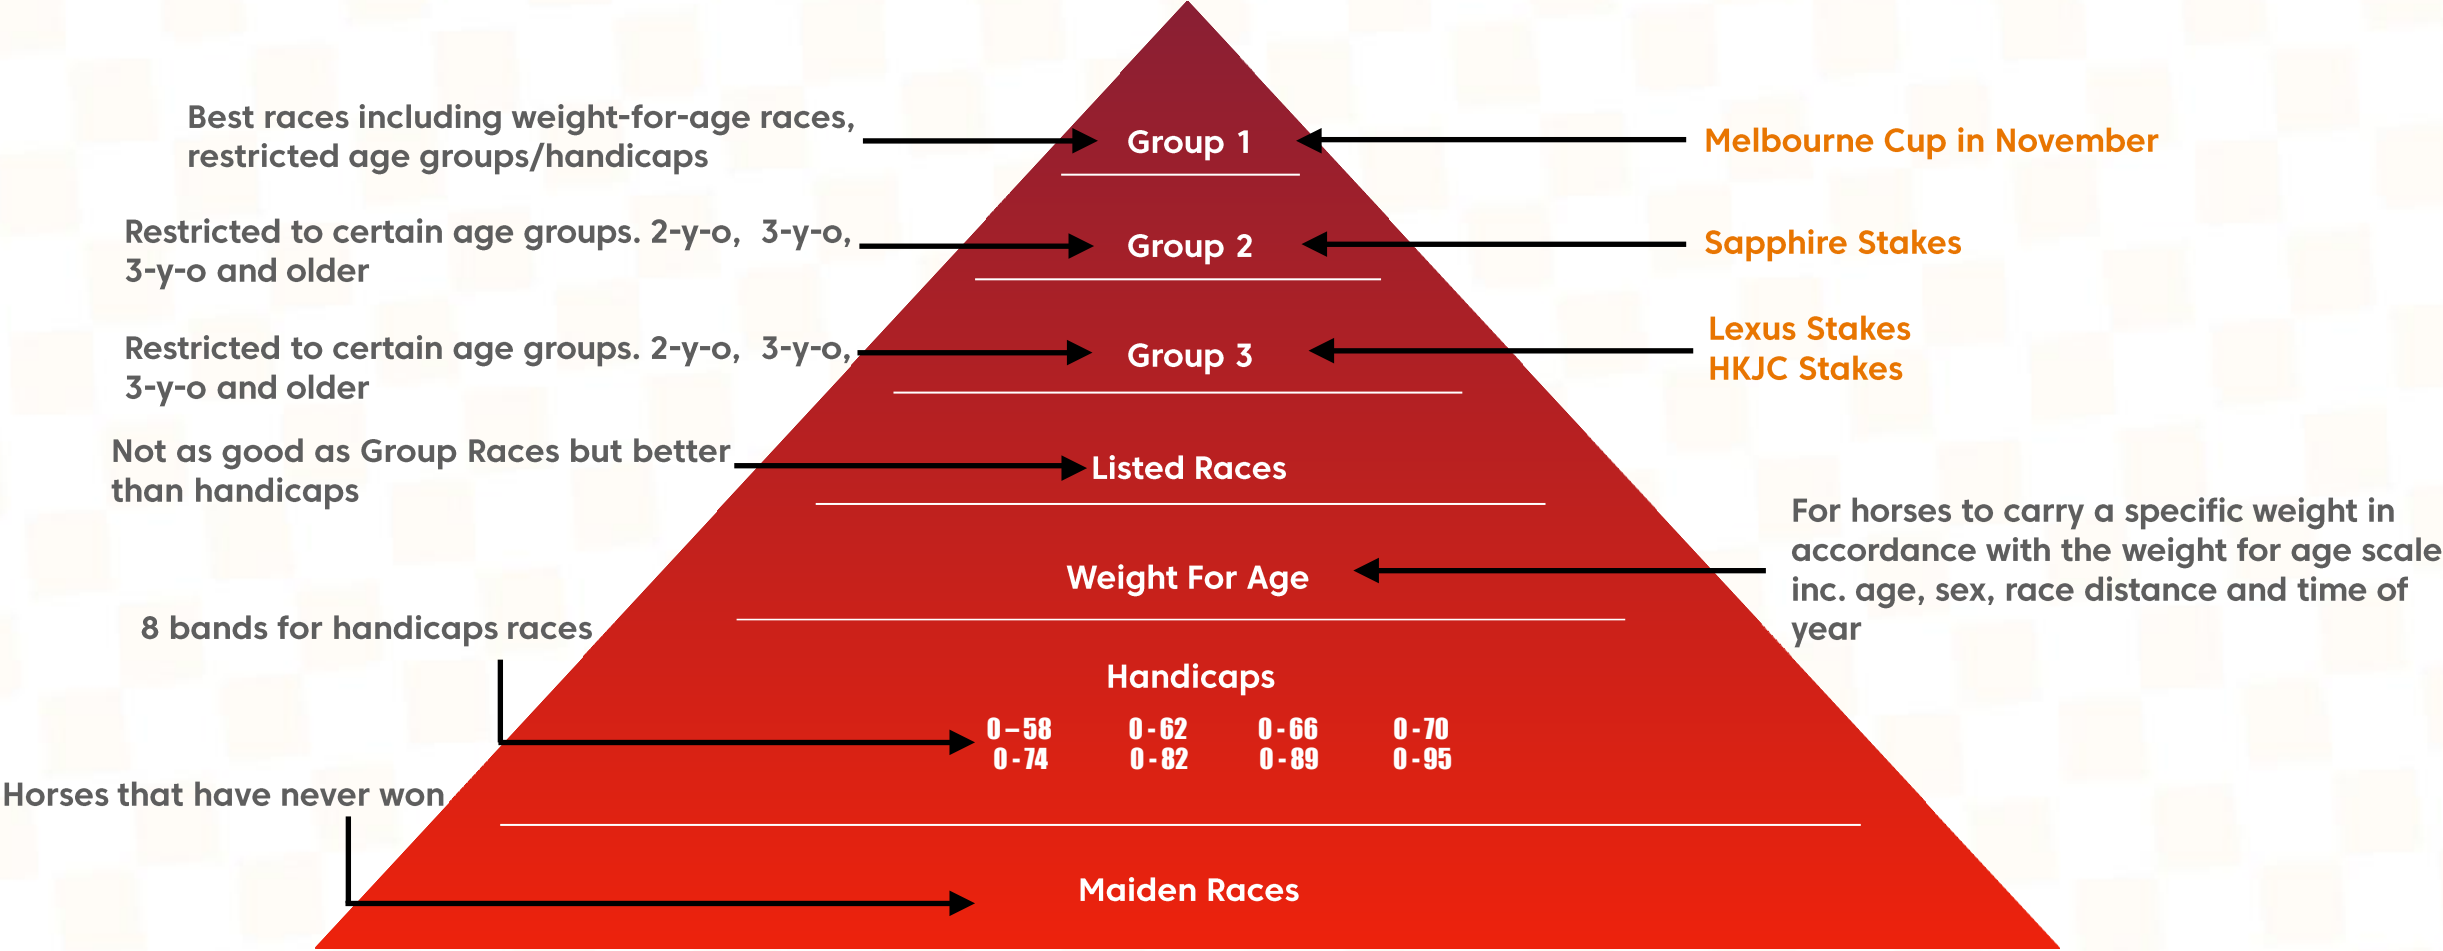 Best races including weight-for-age races,
restricted age groups/handicaps
Group 1
Melbourne Cup in November
Restricted to certain age groups. 2-y-o,  3-y-o,
3-y-o and older
Group 2
Sapphire Stakes
Restricted to certain age groups. 2-y-o,  3-y-o,
3-y-o and older
Group 3
Lexus Stakes
HKJC Stakes
Not as good as Group Races but better
than handicaps
Listed Races
For horses to carry a specific weight in
accordance with the weight for age scale
inc. age, sex, race distance and time of
year
Weight For Age
8 bands for handicaps races
Handicaps
0 – 58 0 - 62 0 - 66 0 - 70
0 - 74 0 - 82 0 - 89 0 - 95
Horses that have never won
Maiden Races